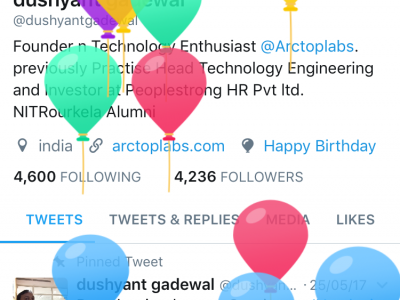 dushyant gadewal
@dushyantgadewal
Founder n Technology Enthusiast @Arctoplabs.
previously Practise Head Technology Engineering
and Investor at Peoplestrong HR Pvt ltd.
NITRourkela Alumni
india arctoplabs.com Happy Birthday
4,600 FOLLOWING 4,236 FOLLOWERS
TWEETS TWEETS & REPLIES MEDIA LIKES
Pinned Tweet
dushyant gadewal @dushyan... · 25/05/17